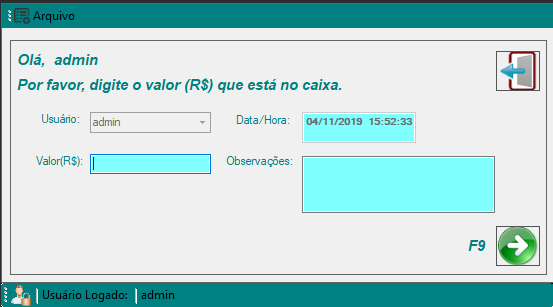 Arquivo
Olá, admin
Por favor, digite o valor (R$) que está no caixa.
Usuário: admin Data/Hora: 04/11/2019 15:52:33
Valor(R$): Observações:
F9
Usuário Logado: admin